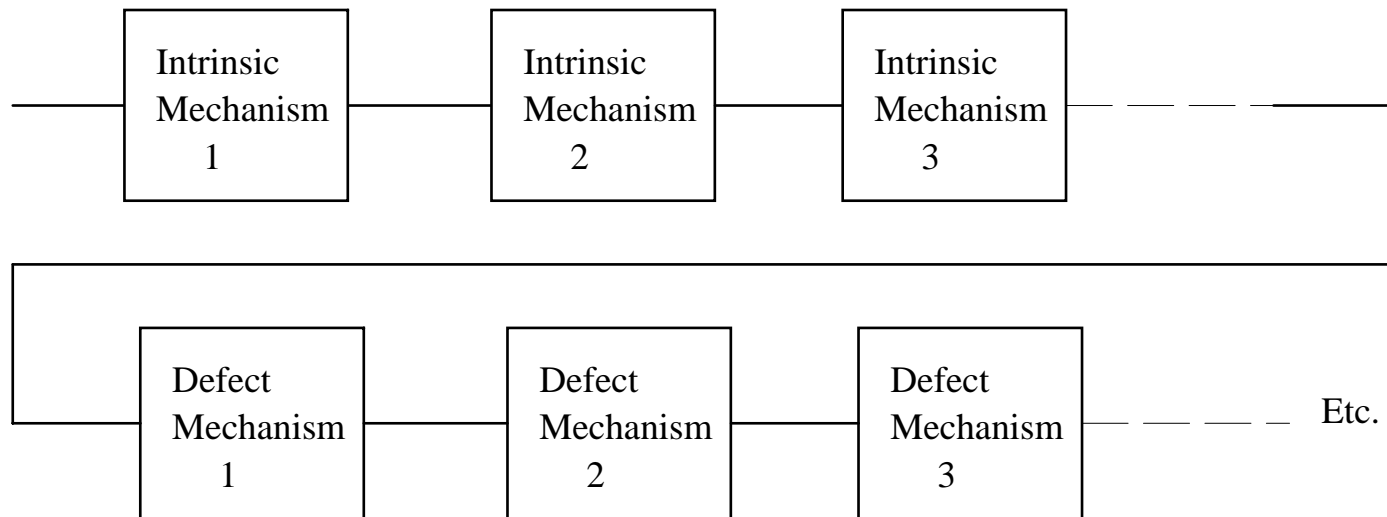 Intrinsic
Mechanism
1
Intrinsic
Mechanism
2
Intrinsic
Mechanism
3
Defect
Mechanism
1
Defect
Mechanism
2
Defect
Mechanism
3
Etc.